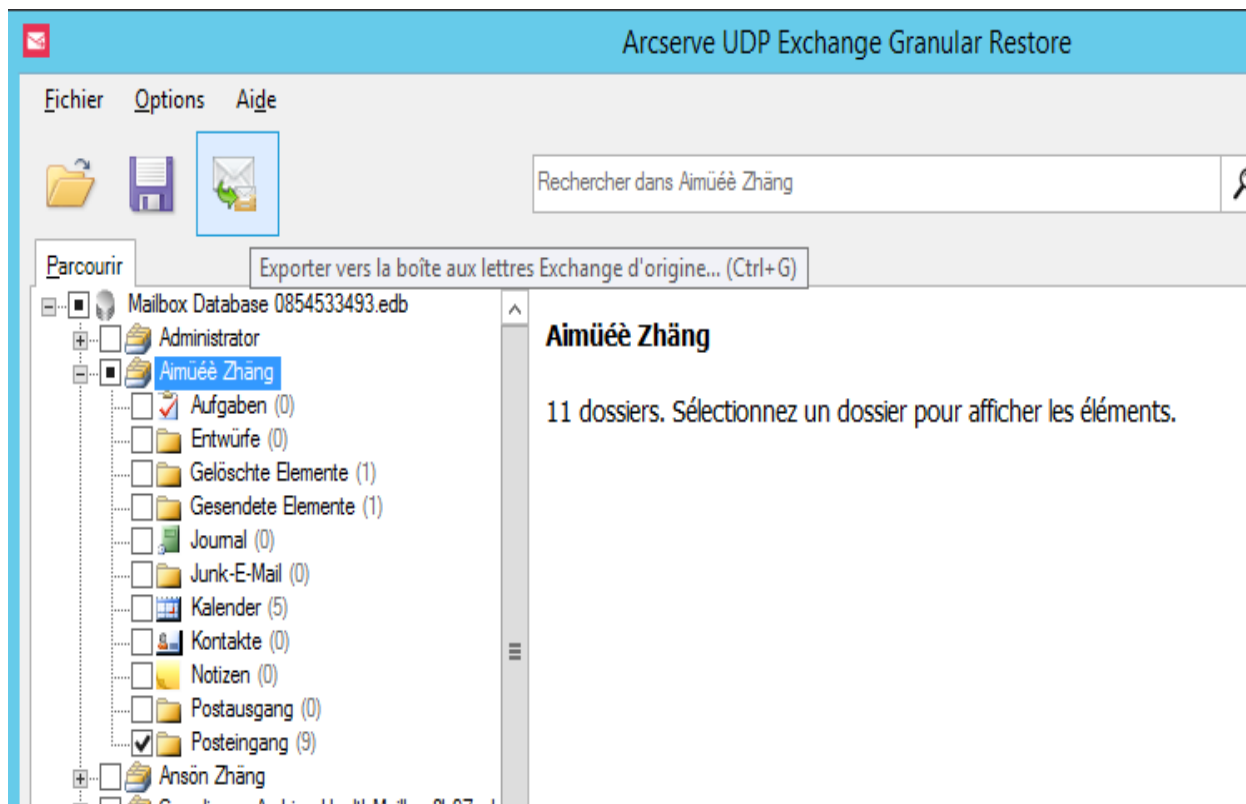 Arcserve UDP Exchange Granular Restore
Fichier Options Aide
Rechercher dans Aimüéè Zhäng
Parcourir
Exporter vers la boîte aux lettres Exchange d'origine... (Ctrl+G)
Mailbox Database 0854533493.edb
Administrator
Aimüéè Zhäng
Aufgaben (0)
Entwürfe (0)
Gelöschte Elemente (1)
Gesendete Elemente (1)
Journal (0)
Junk-E-Mail (0)
Kalender (5)
Kontakte (0)
Notizen (0)
Postausgang (0)
Posteingang (9)
Ansön Zhäng
Aimüéè Zhäng
11 dossiers. Sélectionnez un dossier pour afficher les éléments.